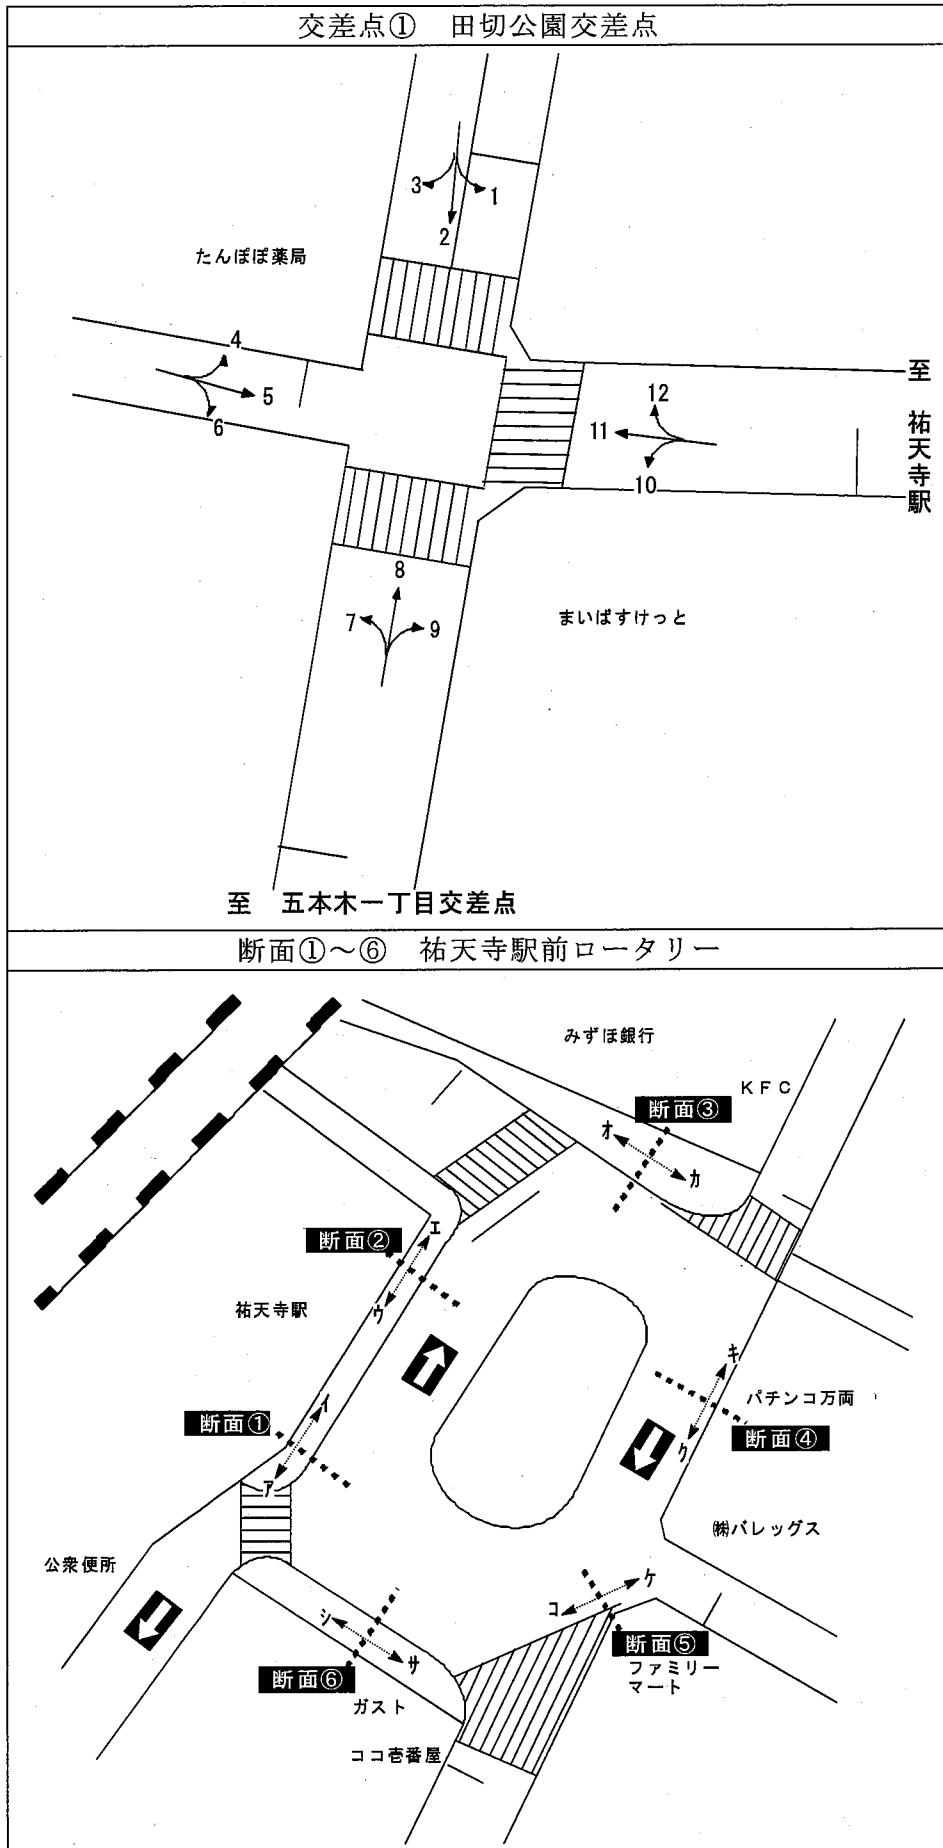 交差点① 田切公園交差点
3
1
2
たんぽぽ薬局
4
5
6
至 祐天寺駅
12
11
10
8
7
9
まいばすけっと
至 五本木一丁目交差点
断面①~⑥ 祐天寺駅前ロータリー
みずほ銀行
KFC
断面③
オ
カ
断面②
エ
ウ
祐天寺駅
キ
パチンコ万両
断面④
ク
断面①
イ
ア
㈱バレッグス
公衆便所
ケ
コ
断面⑤
ファミリー
マート
シ
サ
断面⑥
ガスト
ココ壱番屋